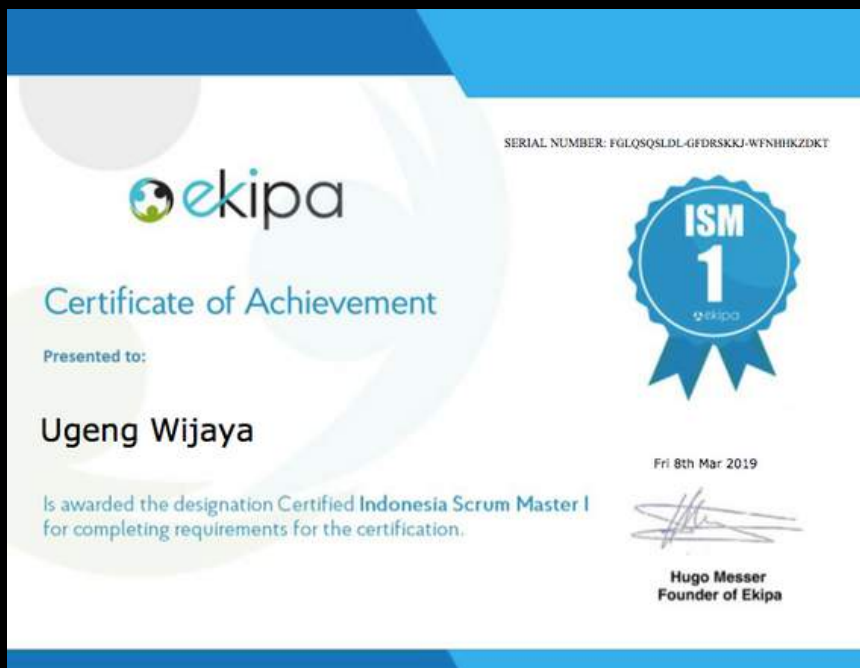 SERIAL NUMBER: FGLQSQSLDL-GFDRSKKJ-WFNHHKZDKT
ekipa
ISM
1
ekipa
Certificate of Achievement
Presented to:
Ugeng Wijaya
Fri 8th Mar 2019
Is awarded the designation Certified Indonesia Scrum Master I
for completing requirements for the certification.
Hugo Messer
Founder of Ekipa